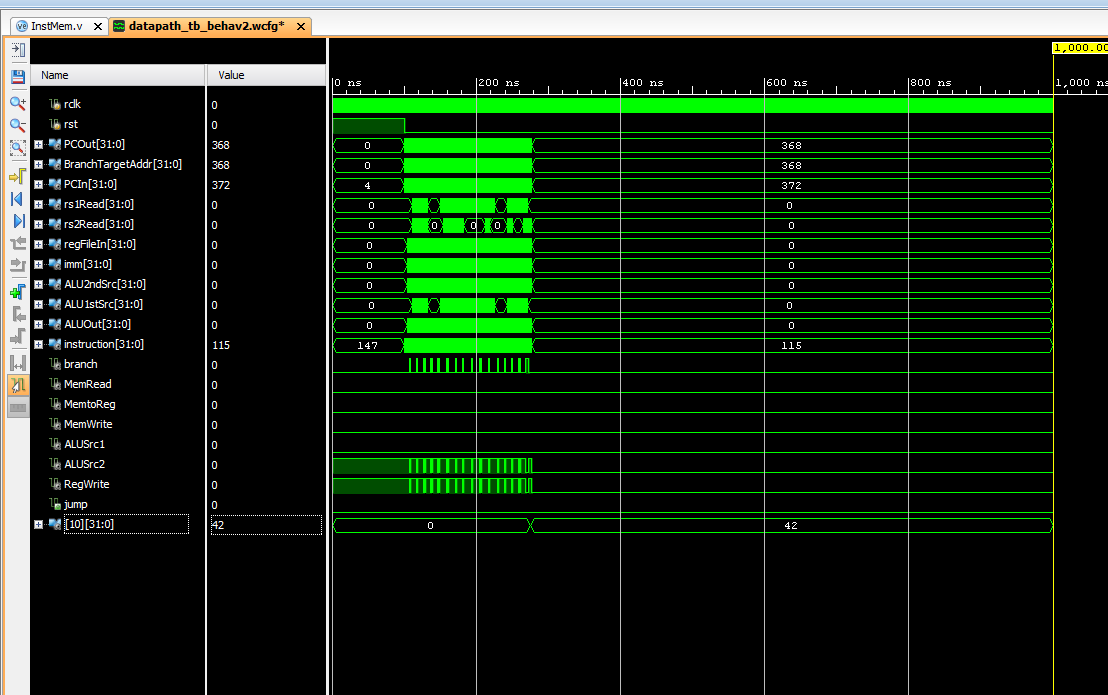 InstMem.v datapath_tb_behav2.wcfg*
1,000.00
Name Value 0 ns 200 ns 400 ns 600 ns 800 ns 1,000 ns
rclk 0
rst 0
PCOut[31:0] 368 0 368
BranchTargetAddr[31:0] 368 0 368
PCIn[31:0] 372 4 372
rs1Read[31:0] 0 0 0
rs2Read[31:0] 0 0 0 0 0 0
regFileIn[31:0] 0 0 0
imm[31:0] 0 0 0
ALU2ndSrc[31:0] 0 0 0
ALU1stSrc[31:0] 0 0 0
ALUOut[31:0] 0 0 0
instruction[31:0] 115 147 115
branch 0
MemRead 0
MemtoReg 0
MemWrite 0
ALUSrc1 0
ALUSrc2 0
RegWrite 0
jump 0
[10][31:0] 42 0 42